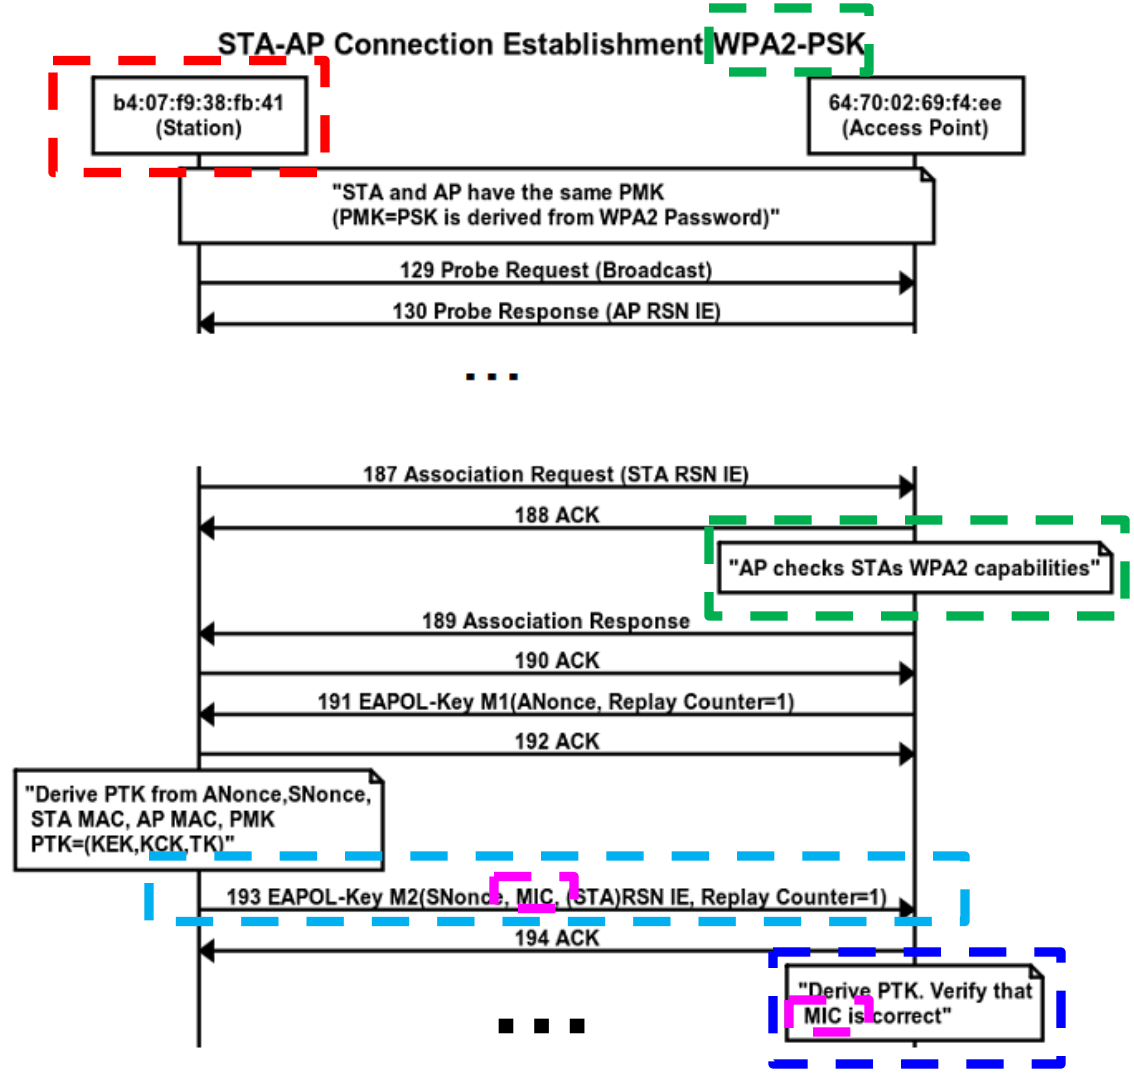 STA-AP Connection Establishment WPA2-PSK
b4:07:f9:38:fb:41
(Station)
64:70:02:69:f4:ee
(Access Point)
"STA and AP have the same PMK
(PMK=PSK is derived from WPA2 Password)"
129 Probe Request (Broadcast)
130 Probe Response (AP RSN IE)
...
187 Association Request (STA RSN IE)
188 ACK
"AP checks STAs WPA2 capabilities"
189 Association Response
190 ACK
191 EAPOL-Key M1(ANonce, Replay Counter=1)
192 ACK
"Derive PTK from ANonce,SNonce,
STA MAC, AP MAC, PMK
PTK=(KEK,KCK,TK)"
193 EAPOL-Key M2(SNonce, MIC, (STA)RSN IE, Replay Counter=1)
194 ACK
"Derive PTK. Verify that
MIC is correct"
...